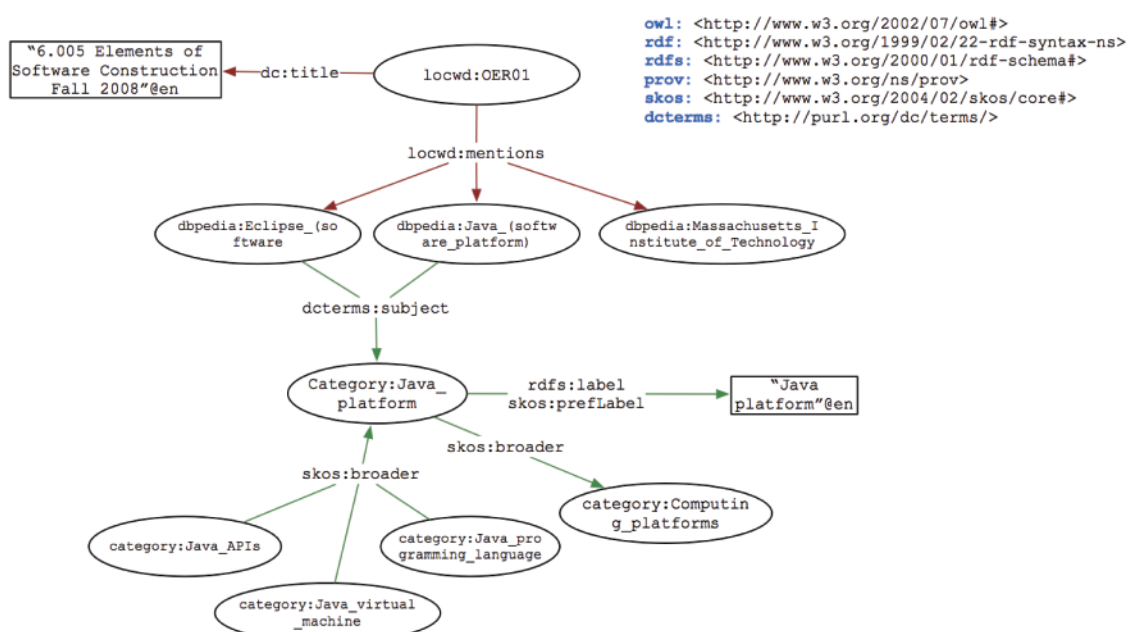 "6.005 Elements of
Software Construction
Fall 2008"@en
dc:title
locwd:OER01
owl: <http://www.w3.org/2002/07/owl#>
rdf: <http://www.w3.org/1999/02/22-rdf-syntax-ns>
rdfs: <http://www.w3.org/2000/01/rdf-schema#>
prov: <http://www.w3.org/ns/prov>
skos: <http://www.w3.org/2004/02/skos/core#>
dcterms: <http://purl.org/dc/terms/>
locwd:mentions
dbpedia:Eclipse_(so
ftware
dbpedia:Java_(softw
are_platform)
dbpedia:Massachusetts_I
nstitute_of_Technology
dcterms:subject
Category:Java_
platform
rdfs:label
skos:prefLabel
"Java
platform"@en
skos:broader
skos:broader
category:Computin
g_platforms
category:Java_APIs
category:Java_pro
gramming_language
category:Java_virtual
_machine